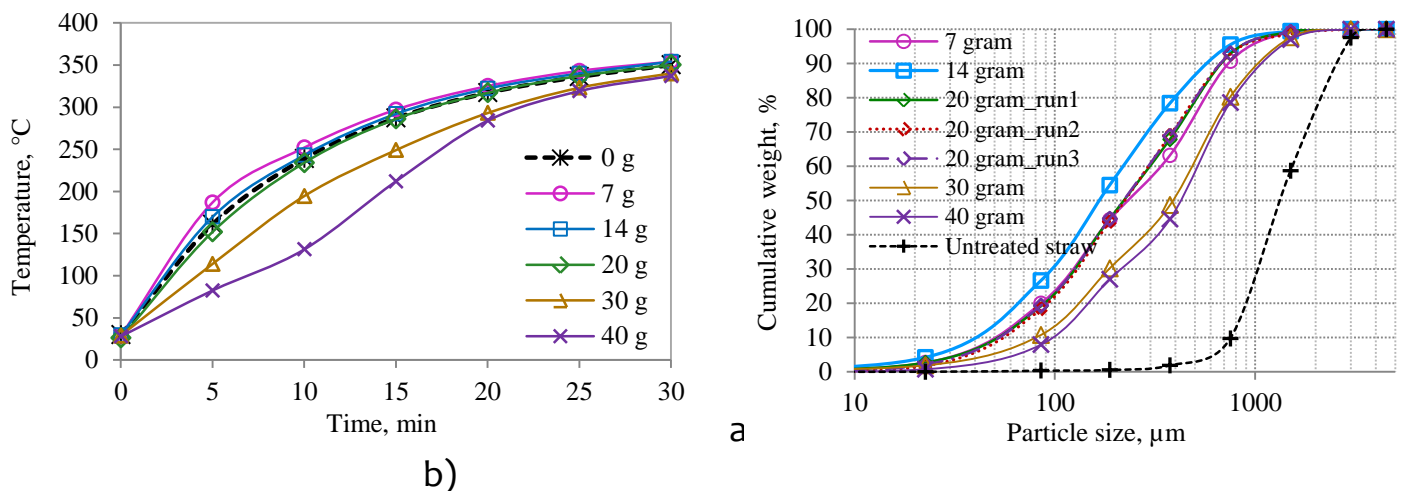 400
350
300
250
200
150
100
50
0
Temperature, °C
0 5 10 15 20 25 30
Time, min
0 g
7 g
14 g
20 g
30 g
40 g
b)
100
90
80
70
60
50
40
30
20
10
0
Cumulative weight, %
10 100 1000
Particle size, µm
7 gram
14 gram
20 gram_run1
20 gram_run2
20 gram_run3
30 gram
40 gram
Untreated straw
a